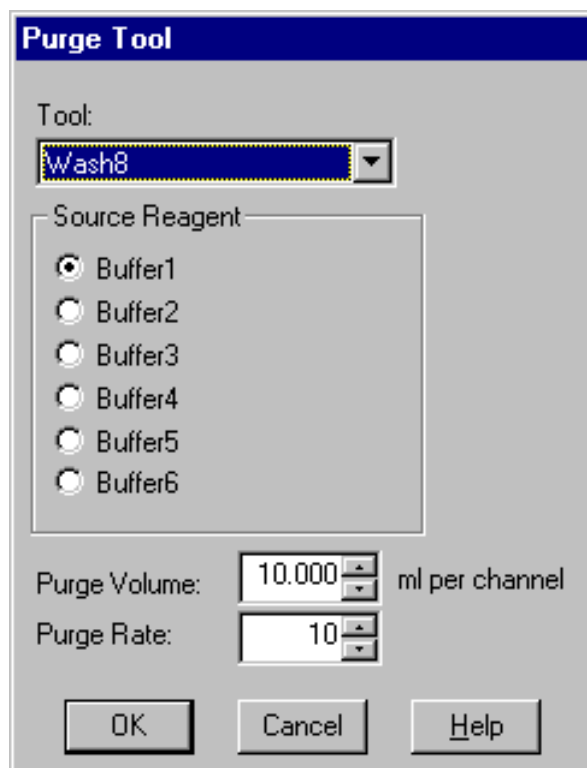 Purge Tool
Tool:
Wash8
Source Reagent
Buffer1
Buffer2
Buffer3
Buffer4
Buffer5
Buffer6
Purge Volume: 10.000 ml per channel
Purge Rate: 10
OK Cancel Help